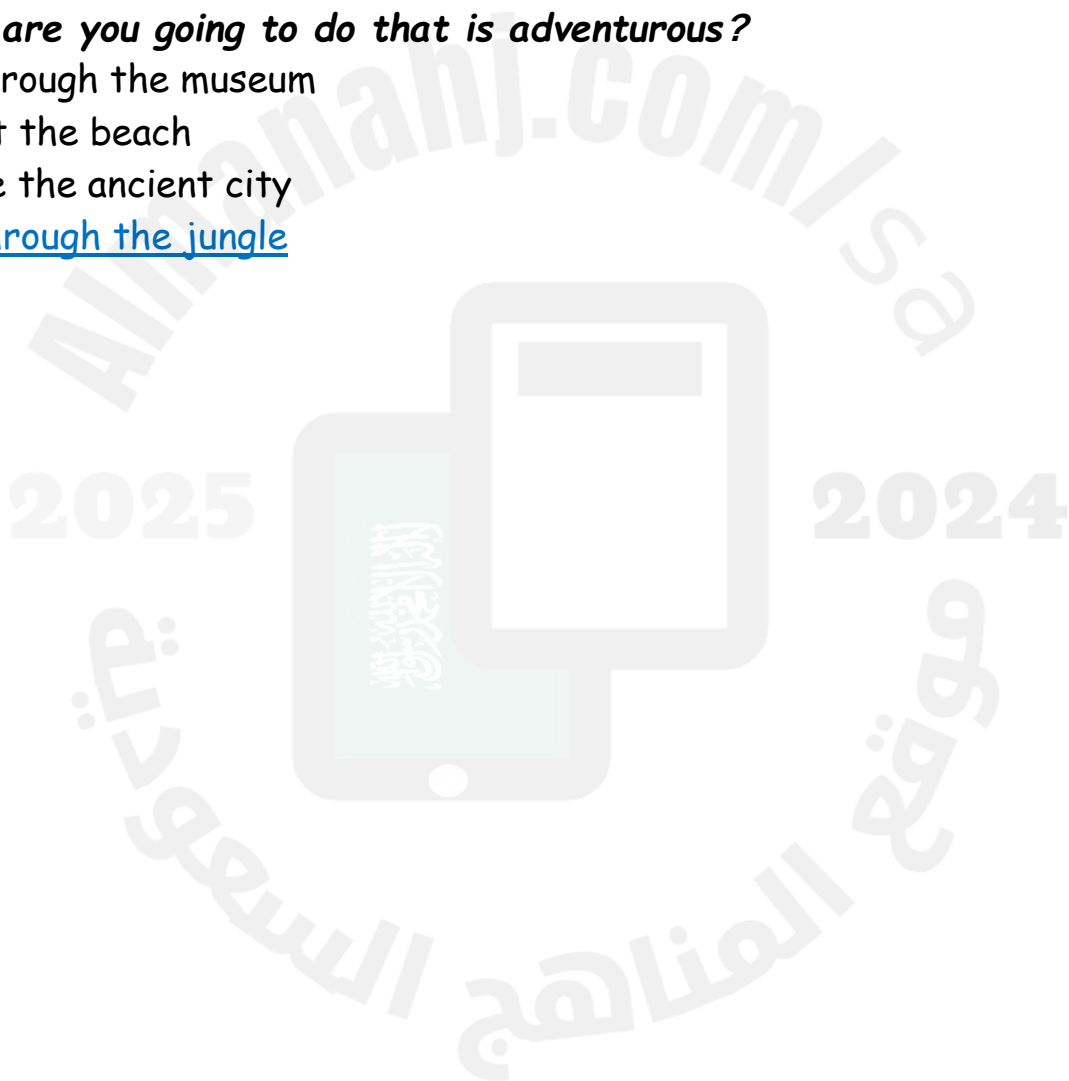 are you going to do that is adventurous?
rough the museum
t the beach
e the ancient city
rough the jungle
Almanahj.com/sa
2025
2024
موقع المناهج السعودية